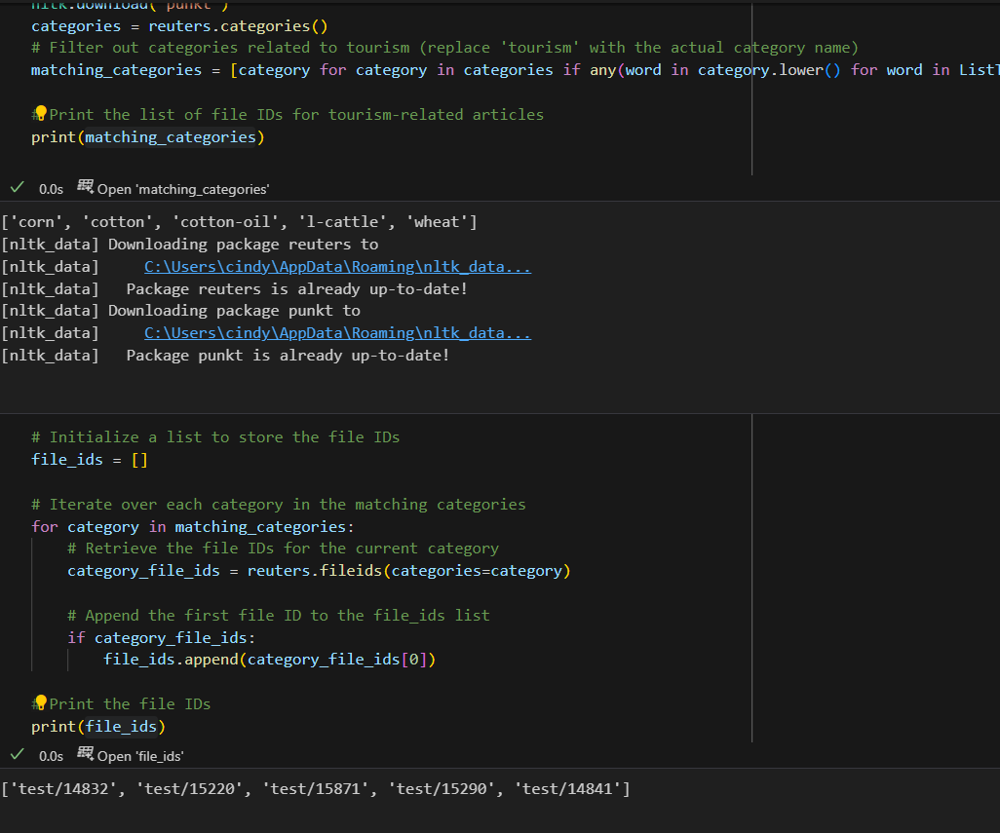 nltk.download('punkt')
categories = reuters.categories()
# Filter out categories related to tourism (replace 'tourism' with the actual category name)
matching_categories = [category for category in categories if any(word in category.lower() for word in List
# Print the list of file IDs for tourism-related articles
print(matching_categories)
0.0s Open 'matching_categories'
['corn', 'cotton', 'cotton-oil', 'l-cattle', 'wheat']
[nltk_data] Downloading package reuters to
[nltk_data]     C:\Users\cindy\AppData\Roaming\nltk_data...
[nltk_data]   Package reuters is already up-to-date!
[nltk_data] Downloading package punkt to
[nltk_data]     C:\Users\cindy\AppData\Roaming\nltk_data...
[nltk_data]   Package punkt is already up-to-date!
# Initialize a list to store the file IDs
file_ids = []
# Iterate over each category in the matching categories
for category in matching_categories:
    # Retrieve the file IDs for the current category
    category_file_ids = reuters.fileids(categories=category)
    # Append the first file ID to the file_ids list
    if category_file_ids:
        file_ids.append(category_file_ids[0])
# Print the file IDs
print(file_ids)
0.0s Open 'file_ids'
['test/14832', 'test/15220', 'test/15871', 'test/15290', 'test/14841']